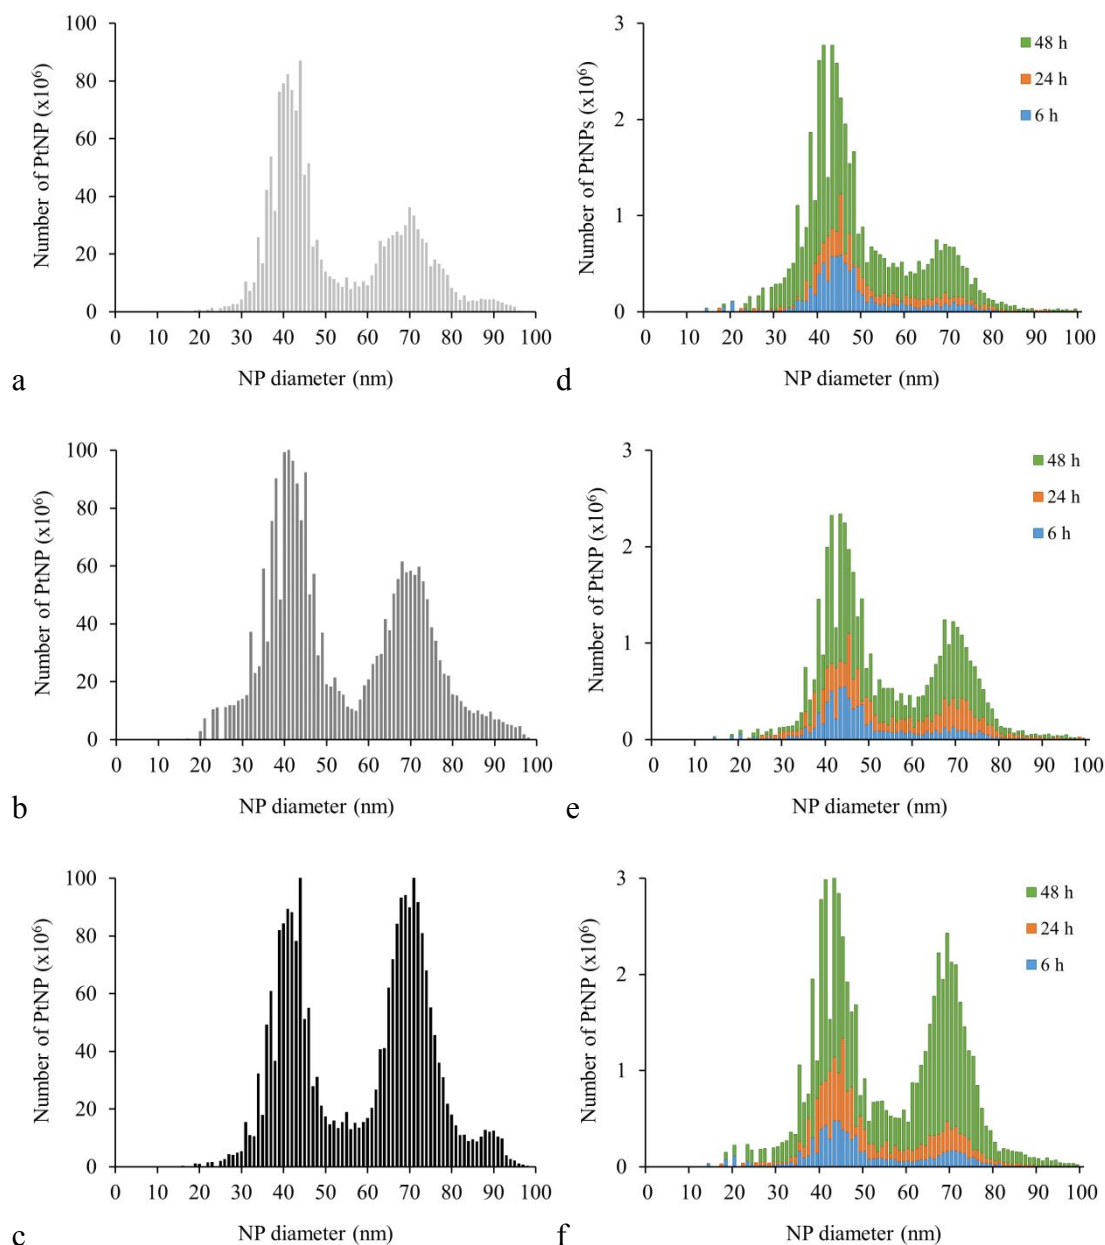 100
80
60
40
20
0
Number of PtNP (x10⁶)
0 10 20 30 40 50 60 70 80 90 100
NP diameter (nm)
a
3
2
1
0
Number of PtNPs (x10⁶)
48 h
24 h
6 h
0 10 20 30 40 50 60 70 80 90 100
NP diameter (nm)
d
100
80
60
40
20
0
Number of PtNP (x10⁶)
0 10 20 30 40 50 60 70 80 90 100
NP diameter (nm)
b
3
2
1
0
Number of PtNP (x10⁶)
48 h
24 h
6 h
0 10 20 30 40 50 60 70 80 90 100
NP diameter (nm)
e
100
80
60
40
20
0
Number of PtNP (x10⁶)
0 10 20 30 40 50 60 70 80 90 100
NP diameter (nm)
c
3
2
1
0
Number of PtNP (x10⁶)
48 h
24 h
6 h
0 10 20 30 40 50 60 70 80 90 100
NP diameter (nm)
f